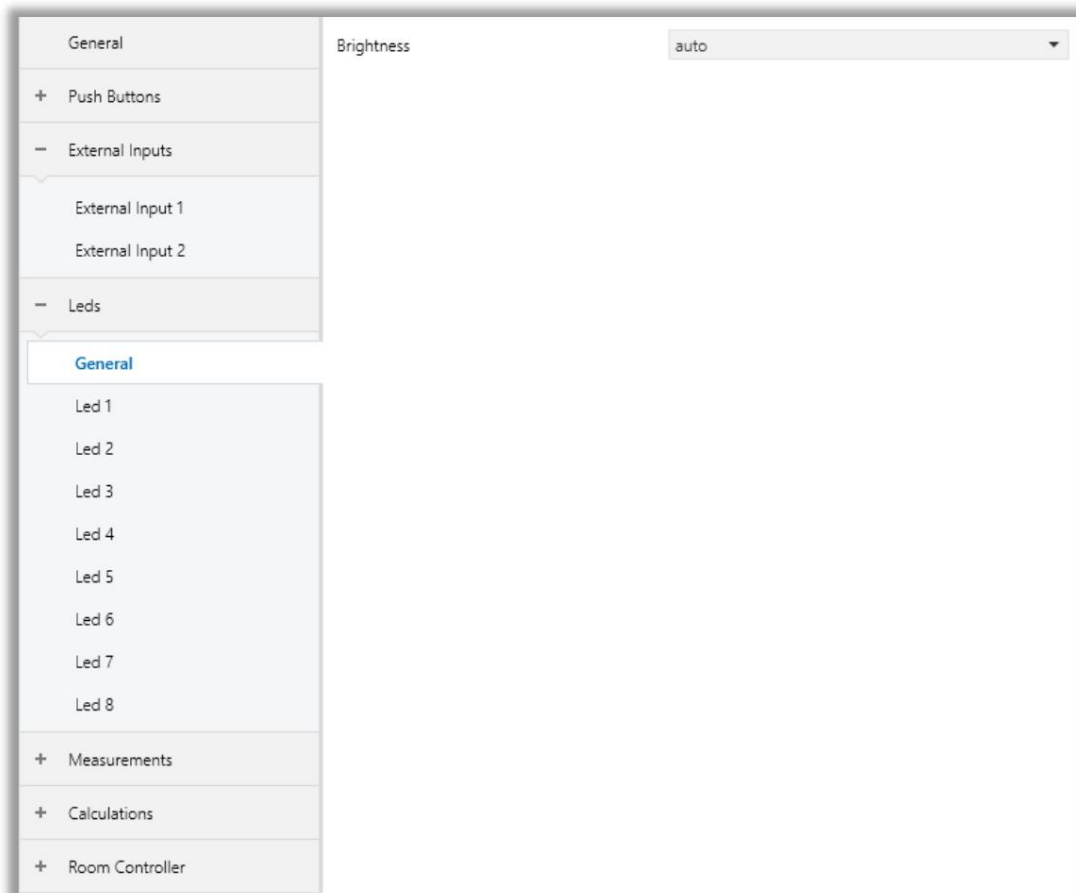 General
Brightness
auto
+ Push Buttons
− External Inputs
External Input 1
External Input 2
− Leds
General
Led 1
Led 2
Led 3
Led 4
Led 5
Led 6
Led 7
Led 8
+ Measurements
+ Calculations
+ Room Controller